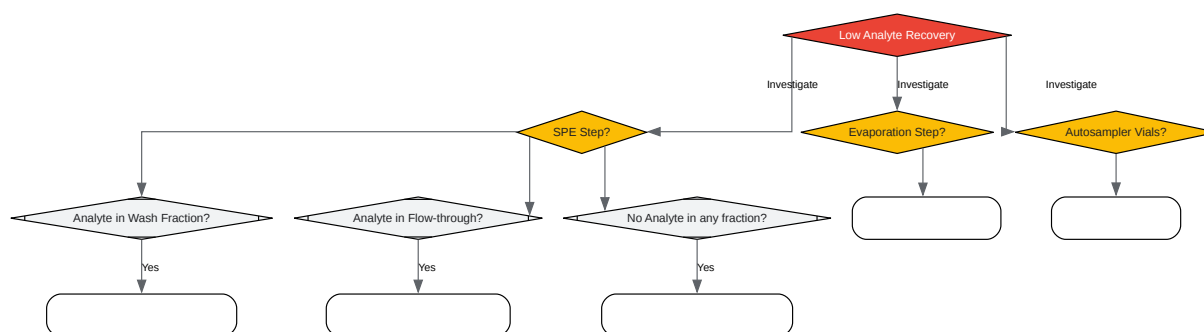 Low Analyte Recovery
Investigate
Investigate
Investigate
SPE Step?
Evaporation Step?
Autosampler Vials?
Analyte in Wash Fraction?
Analyte in Flow-through?
No Analyte in any fraction?
Yes
Yes
Yes